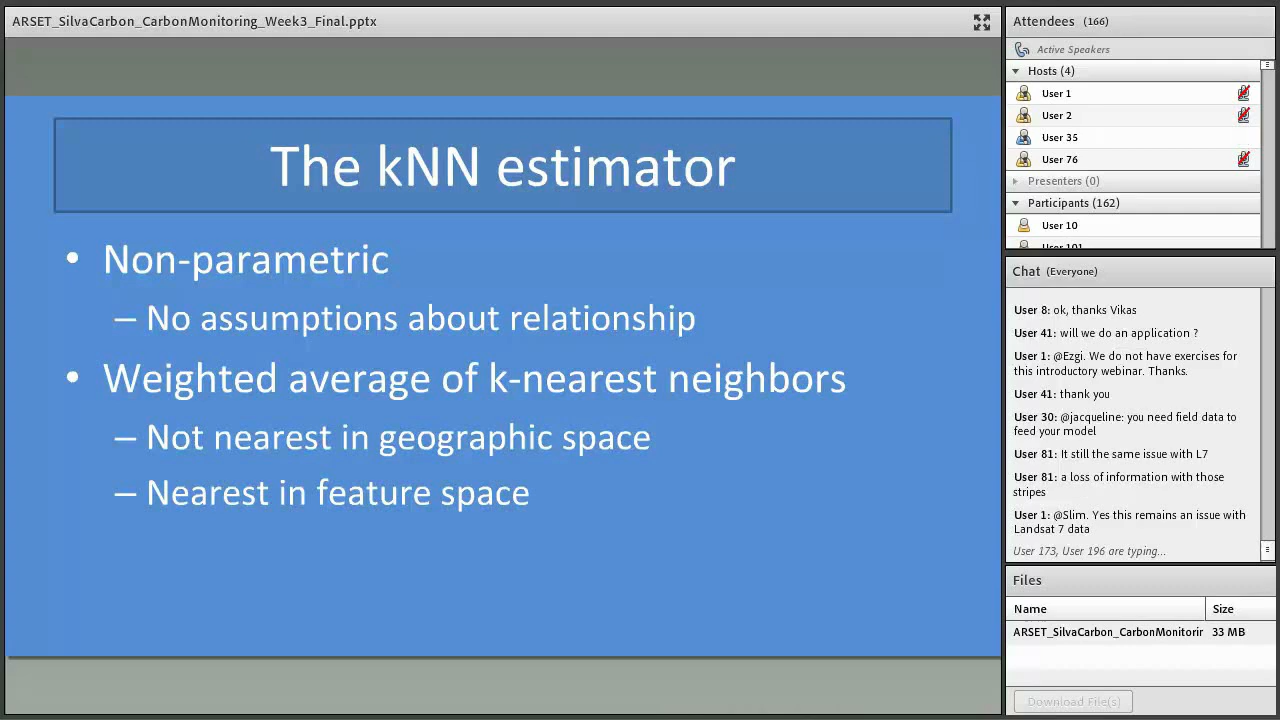 ARSET_SilvaCarbon_CarbonMonitoring_Week3_Final.pptx
The kNN estimator
• Non-parametric
– No assumptions about relationship
• Weighted average of k-nearest neighbors
– Not nearest in geographic space
– Nearest in feature space
Attendees (166)
Active Speakers
Hosts (4)
User 1
User 2
User 35
User 76
Presenters (0)
Participants (162)
User 10
User 101
Chat (Everyone)
User 8: ok, thanks Vikas
User 41: will we do an application ?
User 1: @Ezgi. We do not have exercises for
this introductory webinar. Thanks.
User 41: thank you
User 30: @jacqueline: you need field data to
feed your model
User 81: It still the same issue with L7
User 81: a loss of information with those
stripes
User 1: @Slim. Yes this remains an issue with
Landsat 7 data
User 173, User 196 are typing...
Files
Name Size
ARSET_SilvaCarbon_CarbonMonitorir 33 MB
Download File(s)